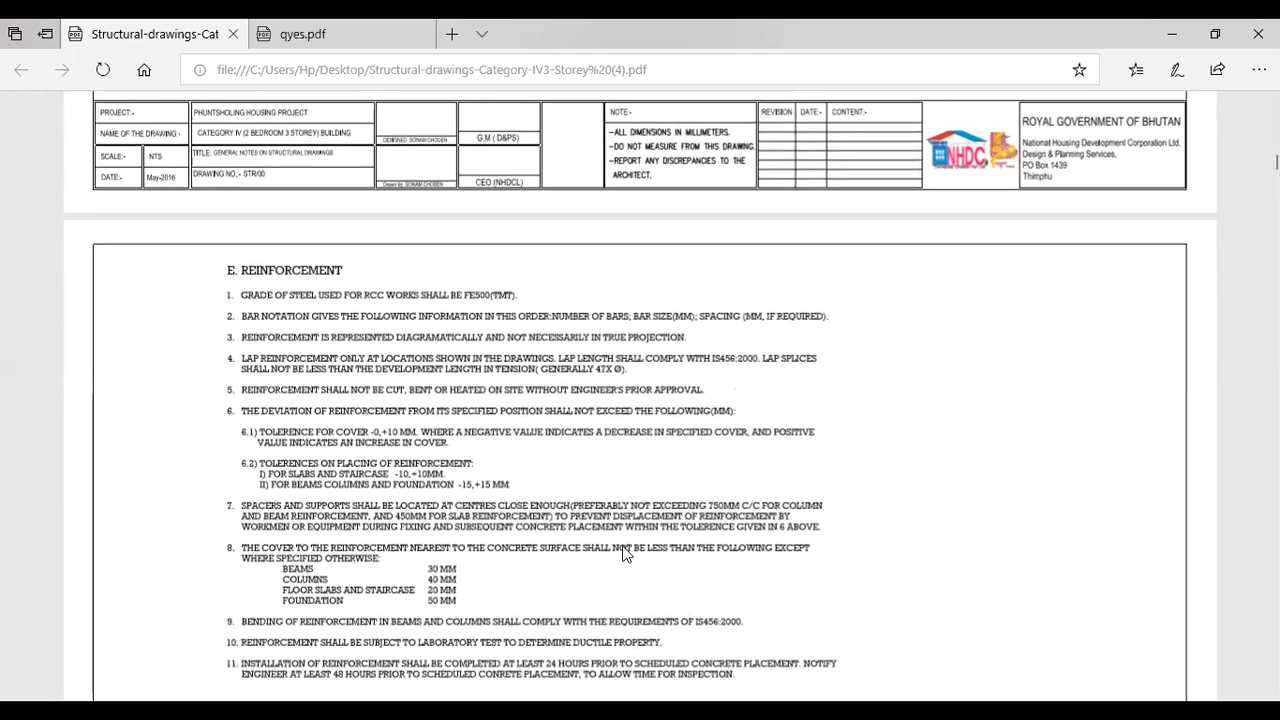 Structural-drawings-Cat
qyes.pdf
file:///C:/Users/Hp/Desktop/Structural-drawings-Category-IV3-Storey%20(4).pdf
PROJECT:-
PHUNTSHOLING HOUSING PROJECT
NAME OF THE DRAWING:-
CATEGORY IV (2 BEDROOM 3 STOREY) BUILDING
SCALE:-
NTS
TITLE: GENERAL NOTES ON STRUCTURAL DRAWINGS
DATE:-
May-2016
DRAWING NO,- STR/00
DESIGNED: SONAM CHODEN
Drawn by: SONAM CHODEN
G.M ( D&PS)
CEO (NHDCL)
NOTE:-
-ALL DIMENSIONS IN MILLIMETERS.
-DO NOT MEASURE FROM THIS DRAWING.
-REPORT ANY DISCREPANCIES TO THE
ARCHITECT.
REVISION
DATE:-
CONTENT:-
NHDC
ROYAL GOVERNMENT OF BHUTAN
National Housing Development Corporation Ltd.
Design & Planning Services.
PO Box 1439
Thimphu
E. REINFORCEMENT
1. GRADE OF STEEL USED FOR RCC WORKS SHALL BE FE500(TMT).
2. BAR NOTATION GIVES THE FOLLOWING INFORMATION IN THIS ORDER:NUMBER OF BARS; BAR SIZE(MM); SPACING (MM, IF REQUIRED).
3. REINFORCEMENT IS REPRESENTED DIAGRAMATICALLY AND NOT NECESSARILY IN TRUE PROJECTION.
4. LAP REINFORCEMENT ONLY AT LOCATIONS SHOWN IN THE DRAWINGS. LAP LENGTH SHALL COMPLY WITH IS456:2000. LAP SPLICES
SHALL NOT BE LESS THAN THE DEVELOPMENT LENGTH IN TENSION( GENERALLY 47X Ø).
5. REINFORCEMENT SHALL NOT BE CUT, BENT OR HEATED ON SITE WITHOUT ENGINEER'S PRIOR APPROVAL.
6. THE DEVIATION OF REINFORCEMENT FROM ITS SPECIFIED POSITION SHALL NOT EXCEED THE FOLLOWING(MM):
6.1) TOLERENCE FOR COVER -0,+10 MM. WHERE A NEGATIVE VALUE INDICATES A DECREASE IN SPECIFIED COVER, AND POSITIVE
VALUE INDICATES AN INCREASE IN COVER.
6.2) TOLERENCES ON PLACING OF REINFORCEMENT:
I) FOR SLABS AND STAIRCASE -10,+10MM.
II) FOR BEAMS COLUMNS AND FOUNDATION -15,+15 MM.
7. SPACERS AND SUPPORTS SHALL BE LOCATED AT CENTRES CLOSE ENOUGH(PREFERABLY NOT EXCEEDING 750MM C/C FOR COLUMN
AND BEAM REINFORCEMENT, AND 450MM FOR SLAB REINFORCEMENT) TO PREVENT DISPLACEMENT OF REINFORCEMENT BY
WORKMEN OR EQUIPMENT DURING FIXING AND SUBSEQUENT CONCRETE PLACEMENT WITHIN THE TOLERENCE GIVEN IN 6 ABOVE.
8. THE COVER TO THE REINFORCEMENT NEAREST TO THE CONCRETE SURFACE SHALL NOT BE LESS THAN THE FOLLOWING EXCEPT
WHERE SPECIFIED OTHERWISE:
BEAMS 30 MM
COLUMNS 40 MM
FLOOR SLABS AND STAIRCASE 20 MM
FOUNDATION 50 MM
9. BENDING OF REINFORCEMENT IN BEAMS AND COLUMNS SHALL COMPLY WITH THE REQUIREMENTS OF IS456:2000.
10. REINFORCEMENT SHALL BE SUBJECT TO LABORATORY TEST TO DETERMINE DUCTILE PROPERTY.
11. INSTALLATION OF REINFORCEMENT SHALL BE COMPLETED AT LEAST 24 HOURS PRIOR TO SCHEDULED CONCRETE PLACEMENT. NOTIFY
ENGINEER AT LEAST 48 HOURS PRIOR TO SCHEDULED CONRETE PLACEMENT, TO ALLOW TIME FOR INSPECTION.